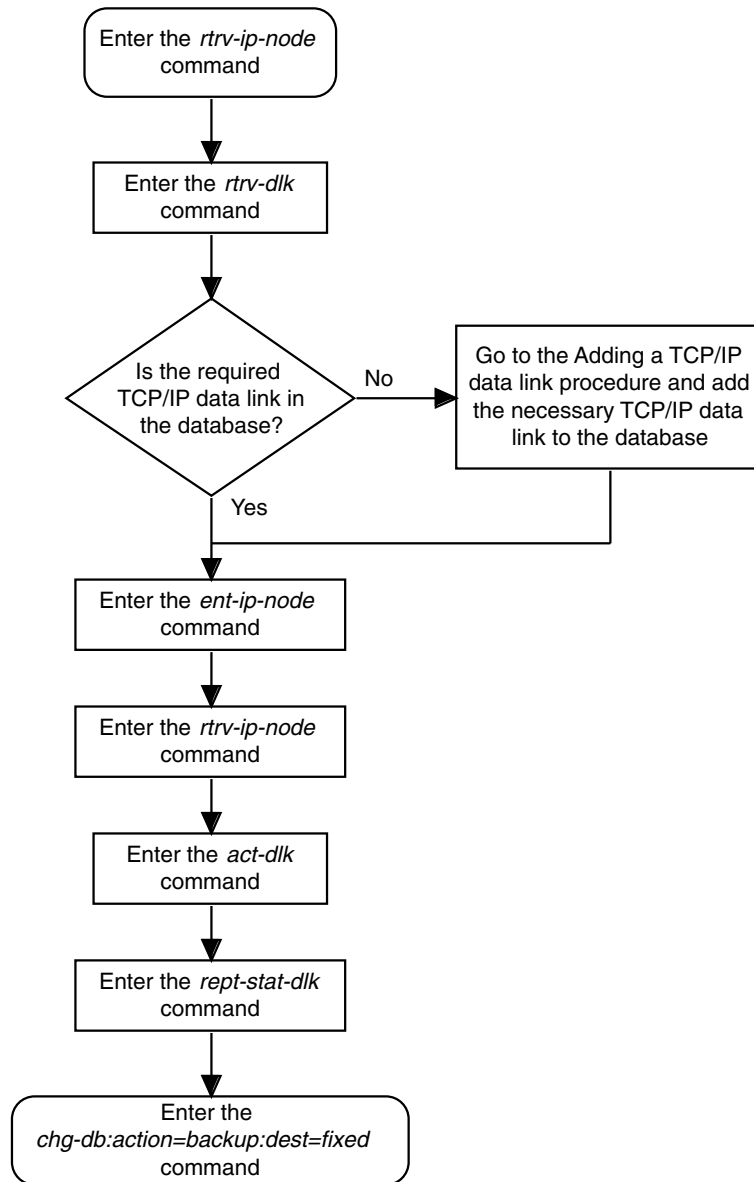 Enter the rtrv-ip-node
command
Enter the rtrv-dlk
command
Is the required
TCP/IP data link in
the database?
No
Go to the Adding a TCP/IP
data link procedure and add
the necessary TCP/IP data
link to the database
Yes
Enter the ent-ip-node
command
Enter the rtrv-ip-node
command
Enter the act-dlk
command
Enter the rept-stat-dlk
command
Enter the
chg-db:action=backup:dest=fixed
command